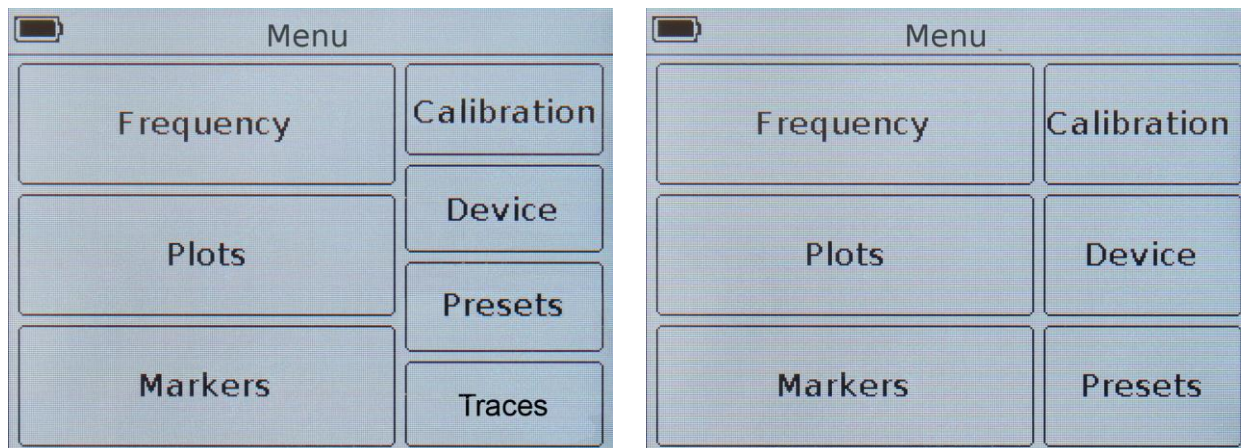 Menu
Frequency
Calibration
Device
Plots
Presets
Markers
Traces
Menu
Frequency
Calibration
Plots
Device
Markers
Presets